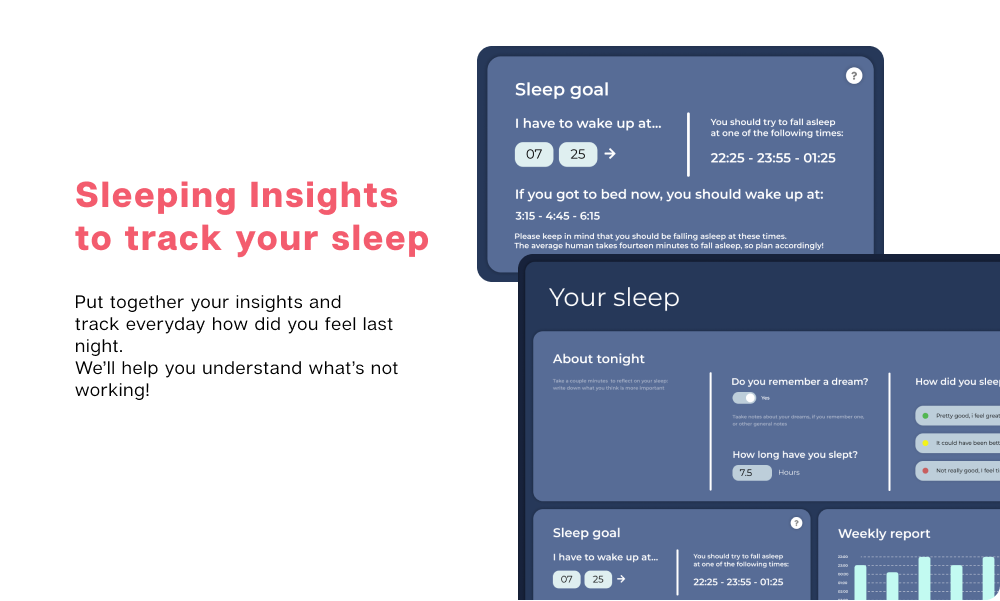 Sleeping Insights
to track your sleep
Put together your insights and
track everyday how did you feel last
night.
We'll help you understand what's not
working!
?
Sleep goal
I have to wake up at...
07 25
You should try to fall asleep
at one of the following times:
22:25 - 23:55 - 01:25
If you got to bed now, you should wake up at:
3:15 - 4:45 - 6:15
Please keep in mind that you should be falling asleep at these times.
The average human takes fourteen minutes to fall asleep, so plan accordingly!
Your sleep
About tonight
Take a couple minutes to reflect on your sleep:
write down what you think is more important
Do you remember a dream?
Yes
Taake notes about your dreams, if you remember one,
or other general notes
How long have you slept?
7.5 Hours
How did you slee
Pretty good, i feel great
It could have been bett
Not really good, I feel ti
?
Sleep goal
I have to wake up at...
07 25
You should try to fall asleep
at one of the following times:
22:25 - 23:55 - 01:25
Weekly report